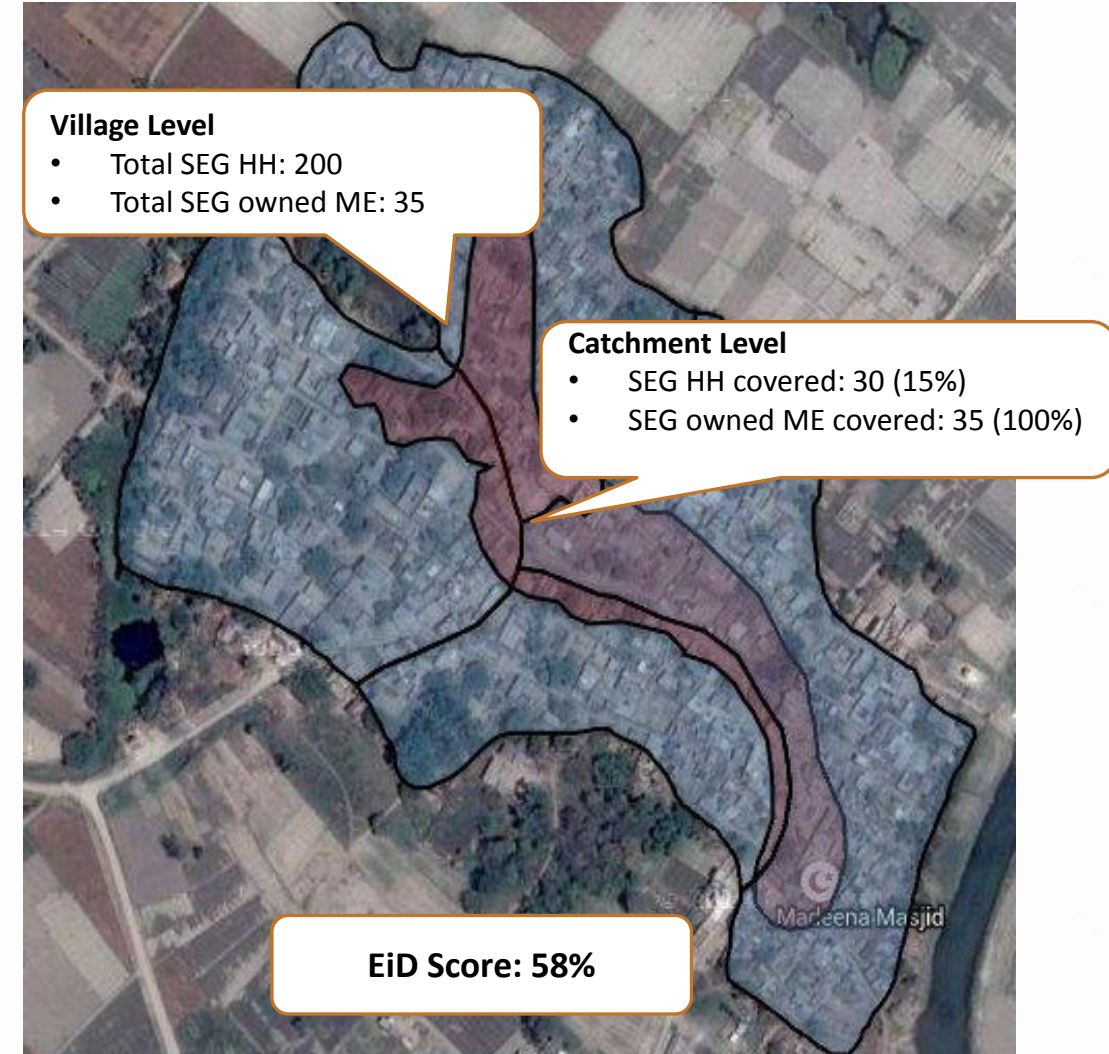 Village Level
• Total SEG HH: 200
• Total SEG owned ME: 35
Catchment Level
• SEG HH covered: 30 (15%)
• SEG owned ME covered: 35 (100%)
Madeena Masjid
EiD Score: 58%